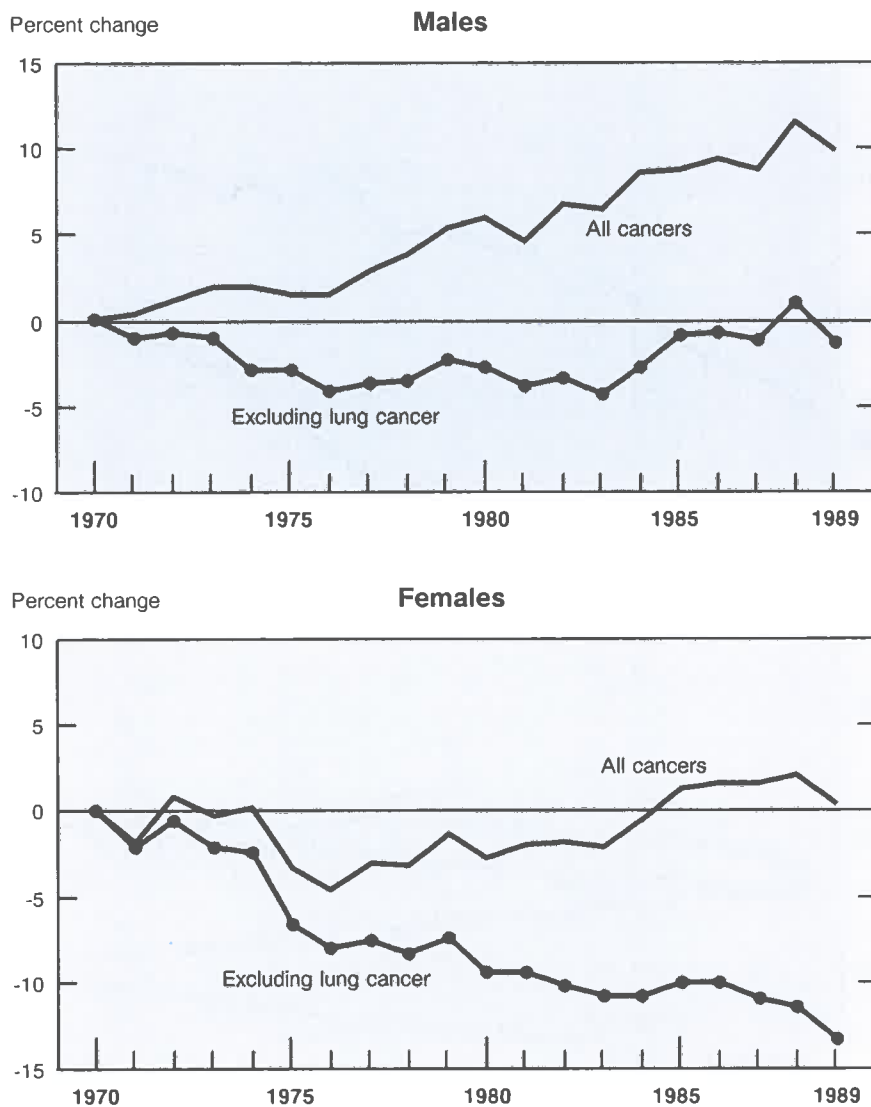 Percent change
Males
15
10
5
0
-5
-10
All cancers
Excluding lung cancer
1970 1975 1980 1985 1989
Percent change
Females
10
5
0
-5
-10
-15
All cancers
Excluding lung cancer
1970 1975 1980 1985 1989